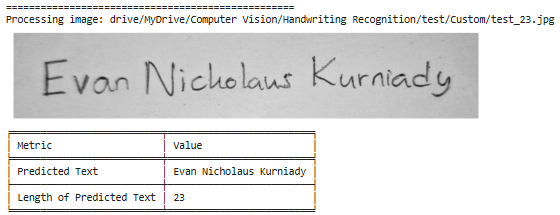 ==================================================
Processing image: drive/MyDrive/Computer Vision/Handwriting Recognition/test/Custom/test_23.jpg
Evan Nicholaus Kurniady
Metric Value
Predicted Text Evan Nicholaus Kurniady
Length of Predicted Text 23